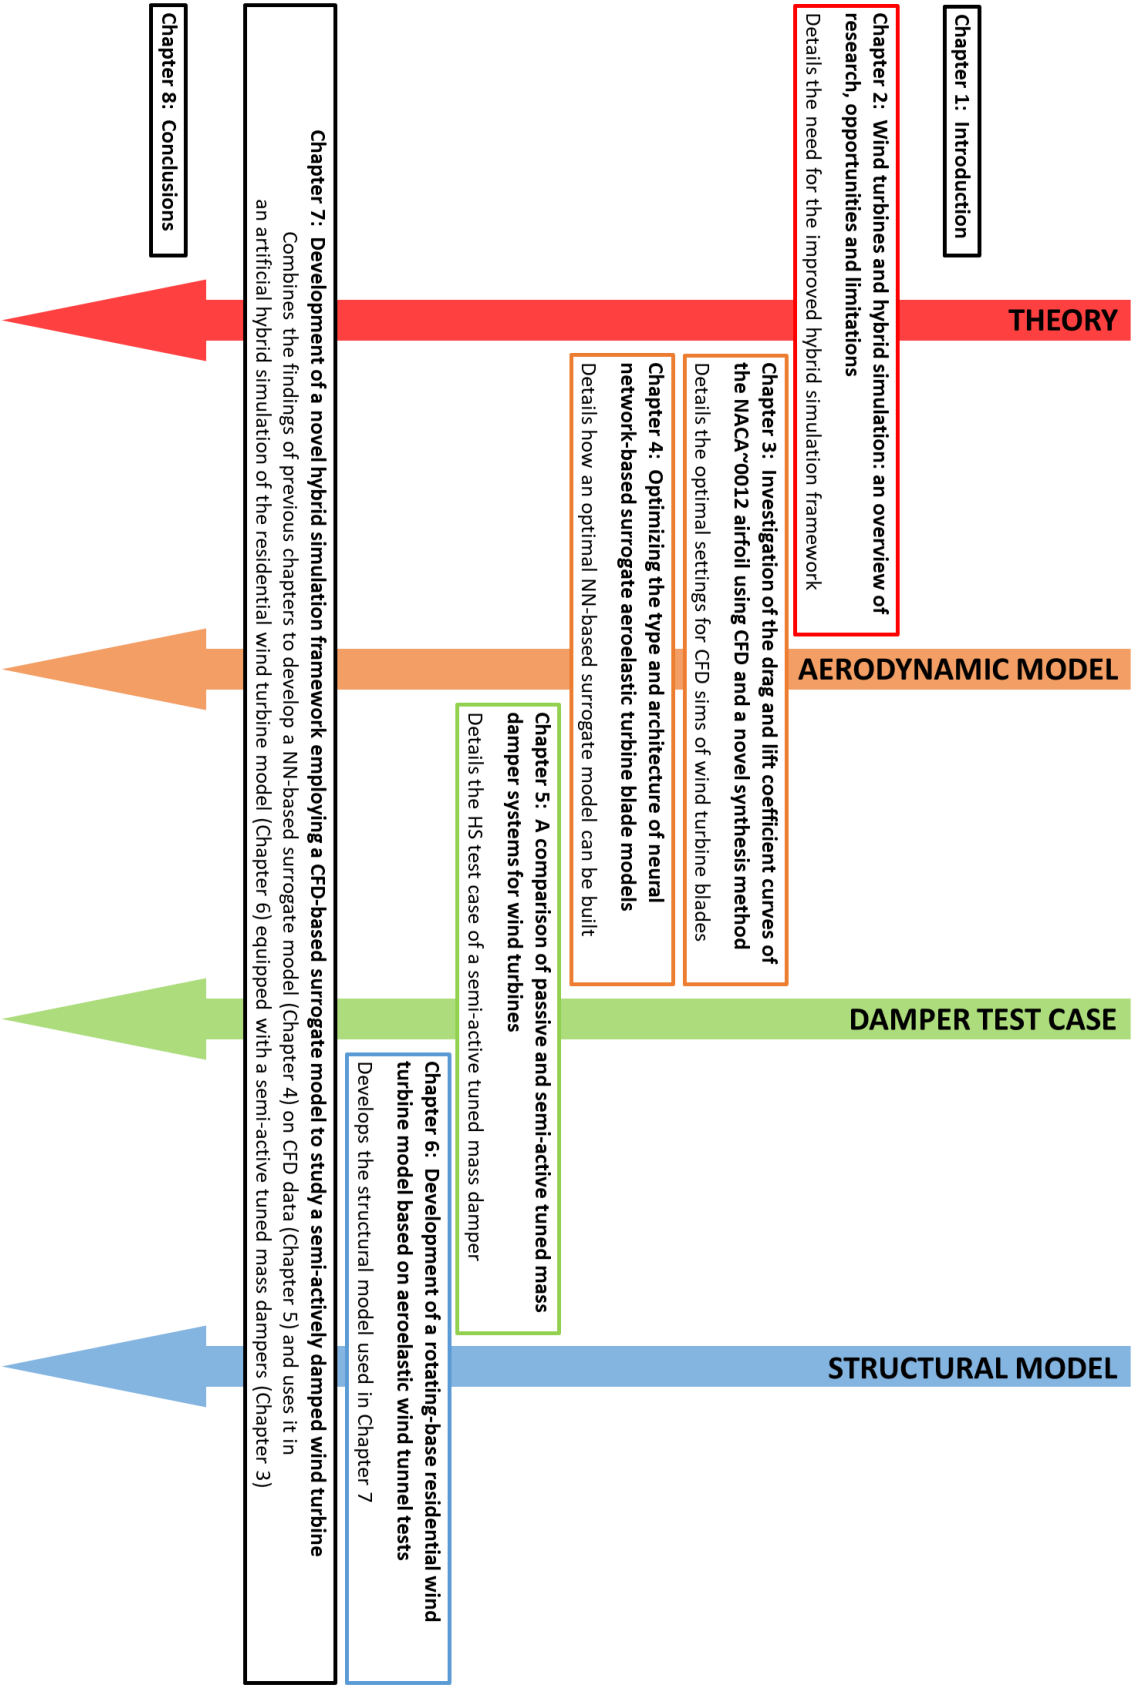 Chapter 1: Introduction
THEORY
AERODYNAMIC MODEL
DAMPER TEST CASE
STRUCTURAL MODEL
Chapter 2: Wind turbines and hybrid simulation: an overview of
research, opportunities and limitations
Details the need for the improved hybrid simulation framework
Chapter 3: Investigation of the drag and lift coefficient curves of
the NACA~0012 airfoil using CFD and a novel synthesis method
Details the optimal settings for CFD sims of wind turbine blades
Chapter 4: Optimizing the type and architecture of neural
network-based surrogate aeroelastic turbine blade models
Details how an optimal NN-based surrogate model can be built
Chapter 5: A comparison of passive and semi-active tuned mass
damper systems for wind turbines
Details the HS test case of a semi-active tuned mass damper
Chapter 6: Development of a rotating-base residential wind
turbine model based on aeroelastic wind tunnel tests
Develops the structural model used in Chapter 7
Chapter 7: Development of a novel hybrid simulation framework employing a CFD-based surrogate model to study a semi-actively damped wind turbine
Combines the findings of previous chapters to develop a NN-based surrogate model (Chapter 4) on CFD data (Chapter 5) and uses it in
an artificial hybrid simulation of the residential wind turbine model (Chapter 6) equipped with a semi-active tuned mass dampers (Chapter 3)
Chapter 8: Conclusions